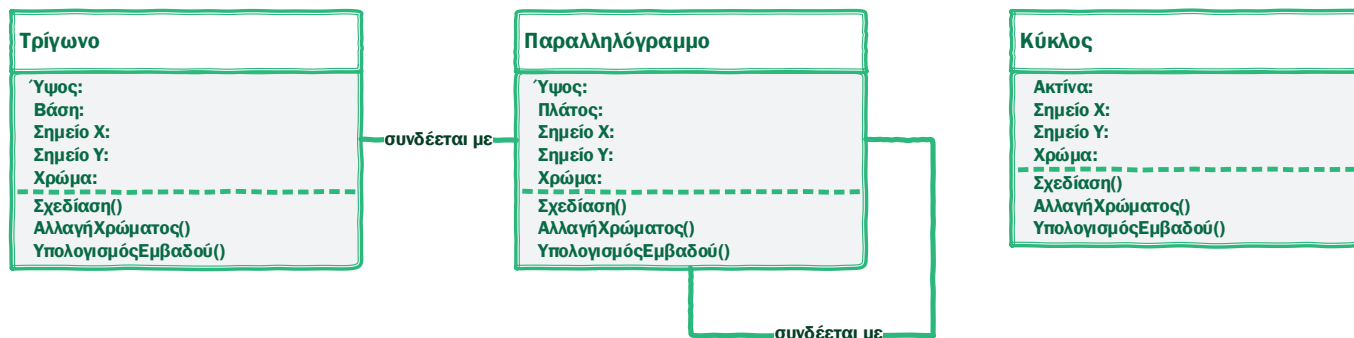 Τρίγωνο
Ύψος:
Βάση:
Σημείο Χ:
Σημείο Υ:
Χρώμα:
Σχεδίαση()
ΑλλαγήΧρώματος()
ΥπολογισμόςΕμβαδού()
συνδέεται με
Παραλληλόγραμμο
Ύψος:
Πλάτος:
Σημείο Χ:
Σημείο Υ:
Χρώμα:
Σχεδίαση()
ΑλλαγήΧρώματος()
ΥπολογισμόςΕμβαδού()
συνδέεται με
Κύκλος
Ακτίνα:
Σημείο Χ:
Σημείο Υ:
Χρώμα:
Σχεδίαση()
ΑλλαγήΧρώματος()
ΥπολογισμόςΕμβαδού()